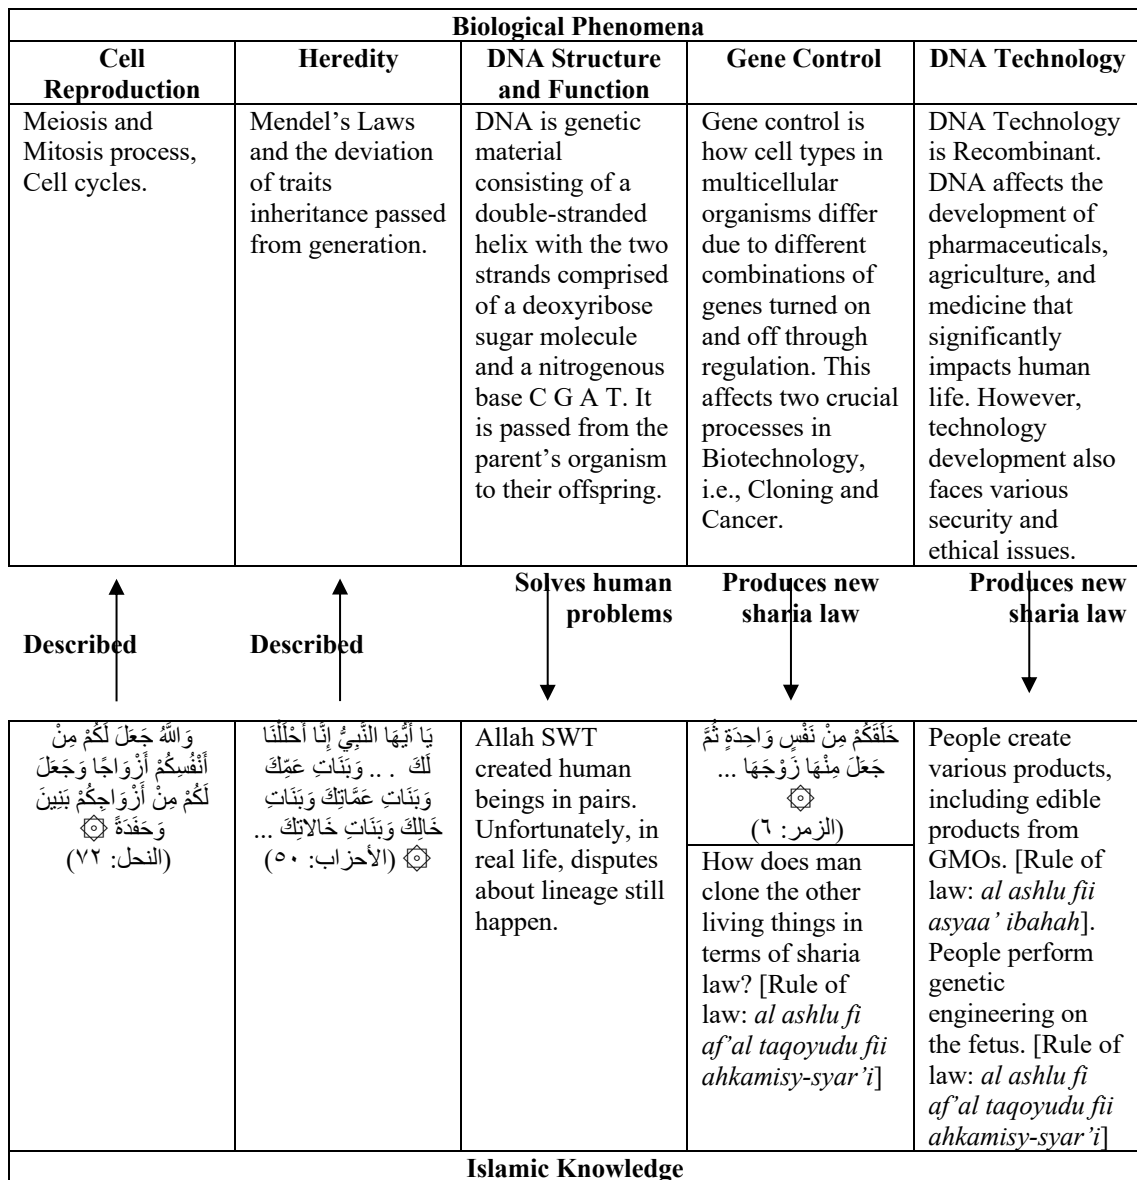 Biological Phenomena
Cell
Reproduction
Heredity
DNA Structure
and Function
Gene Control
DNA Technology
Meiosis and
Mitosis process,
Cell cycles.
Mendel’s Laws
and the deviation
of traits
inheritance passed
from generation.
DNA is genetic
material
consisting of a
double-stranded
helix with the two
strands comprised
of a deoxyribose
sugar molecule
and a nitrogenous
base C G A T. It
is passed from the
parent’s organism
to their offspring.
Gene control is
how cell types in
multicellular
organisms differ
due to different
combinations of
genes turned on
and off through
regulation. This
affects two crucial
processes in
Biotechnology,
i.e., Cloning and
Cancer.
DNA Technology
is Recombinant.
DNA affects the
development of
pharmaceuticals,
agriculture, and
medicine that
significantly
impacts human
life. However,
technology
development also
faces various
security and
ethical issues.
Described
Described
Solves human
problems
Produces new
sharia law
Produces new
sharia law
وَاللَّهُ جَعَلَ لَكُمْ مِنْ
أَنْفُسِكُمْ أَزْوَاجًا وَجَعَلَ
لَكُمْ مِنْ أَزْوَاجِكُمْ بَنِينَ
وَحَفَدَةً ۞
(النحل: ٧٢)
يَا أَيُّهَا النَّبِيُّ إِنَّا أَحْلَلْنَا
لَكَ . .. وَبَنَاتِ عَمِّكَ
وَبَنَاتِ عَمَّاتِكَ وَبَنَاتِ
خَالِكَ وَبَنَاتِ خَالاتِكَ ...
۞ (الأحزاب: ٥٠)
Allah SWT
created human
beings in pairs.
Unfortunately, in
real life, disputes
about lineage still
happen.
خَلَقَكُمْ مِنْ نَفْسٍ وَاحِدَةٍ ثُمَّ
جَعَلَ مِنْهَا زَوْجَهَا ...
۞
(الزمر: ٦)
How does man
clone the other
living things in
terms of sharia
law? [Rule of
law: al ashlu fi
af’al taqoyudu fii
ahkamisy-syar’i]
People create
various products,
including edible
products from
GMOs. [Rule of
law: al ashlu fii
asyaa’ ibahah].
People perform
genetic
engineering on
the fetus. [Rule of
law: al ashlu fi
af’al taqoyudu fii
ahkamisy-syar’i]
Islamic Knowledge